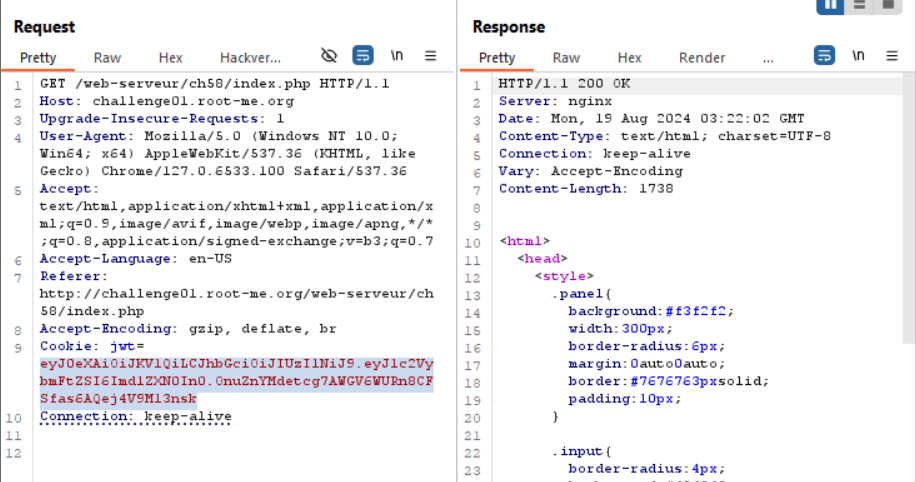 Request
Pretty Raw Hex Hackver... \n
1 GET /web-serveur/ch58/index.php HTTP/1.1
2 Host: challenge01.root-me.org
3 Upgrade-Insecure-Requests: 1
4 User-Agent: Mozilla/5.0 (Windows NT 10.0;
Win64; x64) AppleWebKit/537.36 (KHTML, like
Gecko) Chrome/127.0.6533.100 Safari/537.36
5 Accept:
text/html,application/xhtml+xml,application/x
ml;q=0.9,image/avif,image/webp,image/apng,*/*
;q=0.8,application/signed-exchange;v=b3;q=0.7
6 Accept-Language: en-US
7 Referer:
http://challenge01.root-me.org/web-serveur/ch
58/index.php
8 Accept-Encoding: gzip, deflate, br
9 Cookie: jwt=
eyJ0eXAiOiJKV1QiLCJhbGciOiJIUzI1NiJ9.eyJ1c2Vy
bmFtZSI6Imd1ZXN0In0.OnuZnYMdetcg7AWGV6WURn8CF
Sfas6AQej4V9M13nsk
10 Connection: keep-alive
11
12
Response
Pretty Raw Hex Render ... \n
1 HTTP/1.1 200 OK
2 Server: nginx
3 Date: Mon, 19 Aug 2024 03:22:02 GMT
4 Content-Type: text/html; charset=UTF-8
5 Connection: keep-alive
6 Vary: Accept-Encoding
7 Content-Length: 1738
8
9
10 <html>
11 <head>
12 <style>
13 .panel{
14 background:#f3f2f2;
15 width:300px;
16 border-radius:6px;
17 margin:0auto0auto;
18 border:#7676763pxsolid;
19 padding:10px;
20 }
21
22 .input{
23 border-radius:4px;